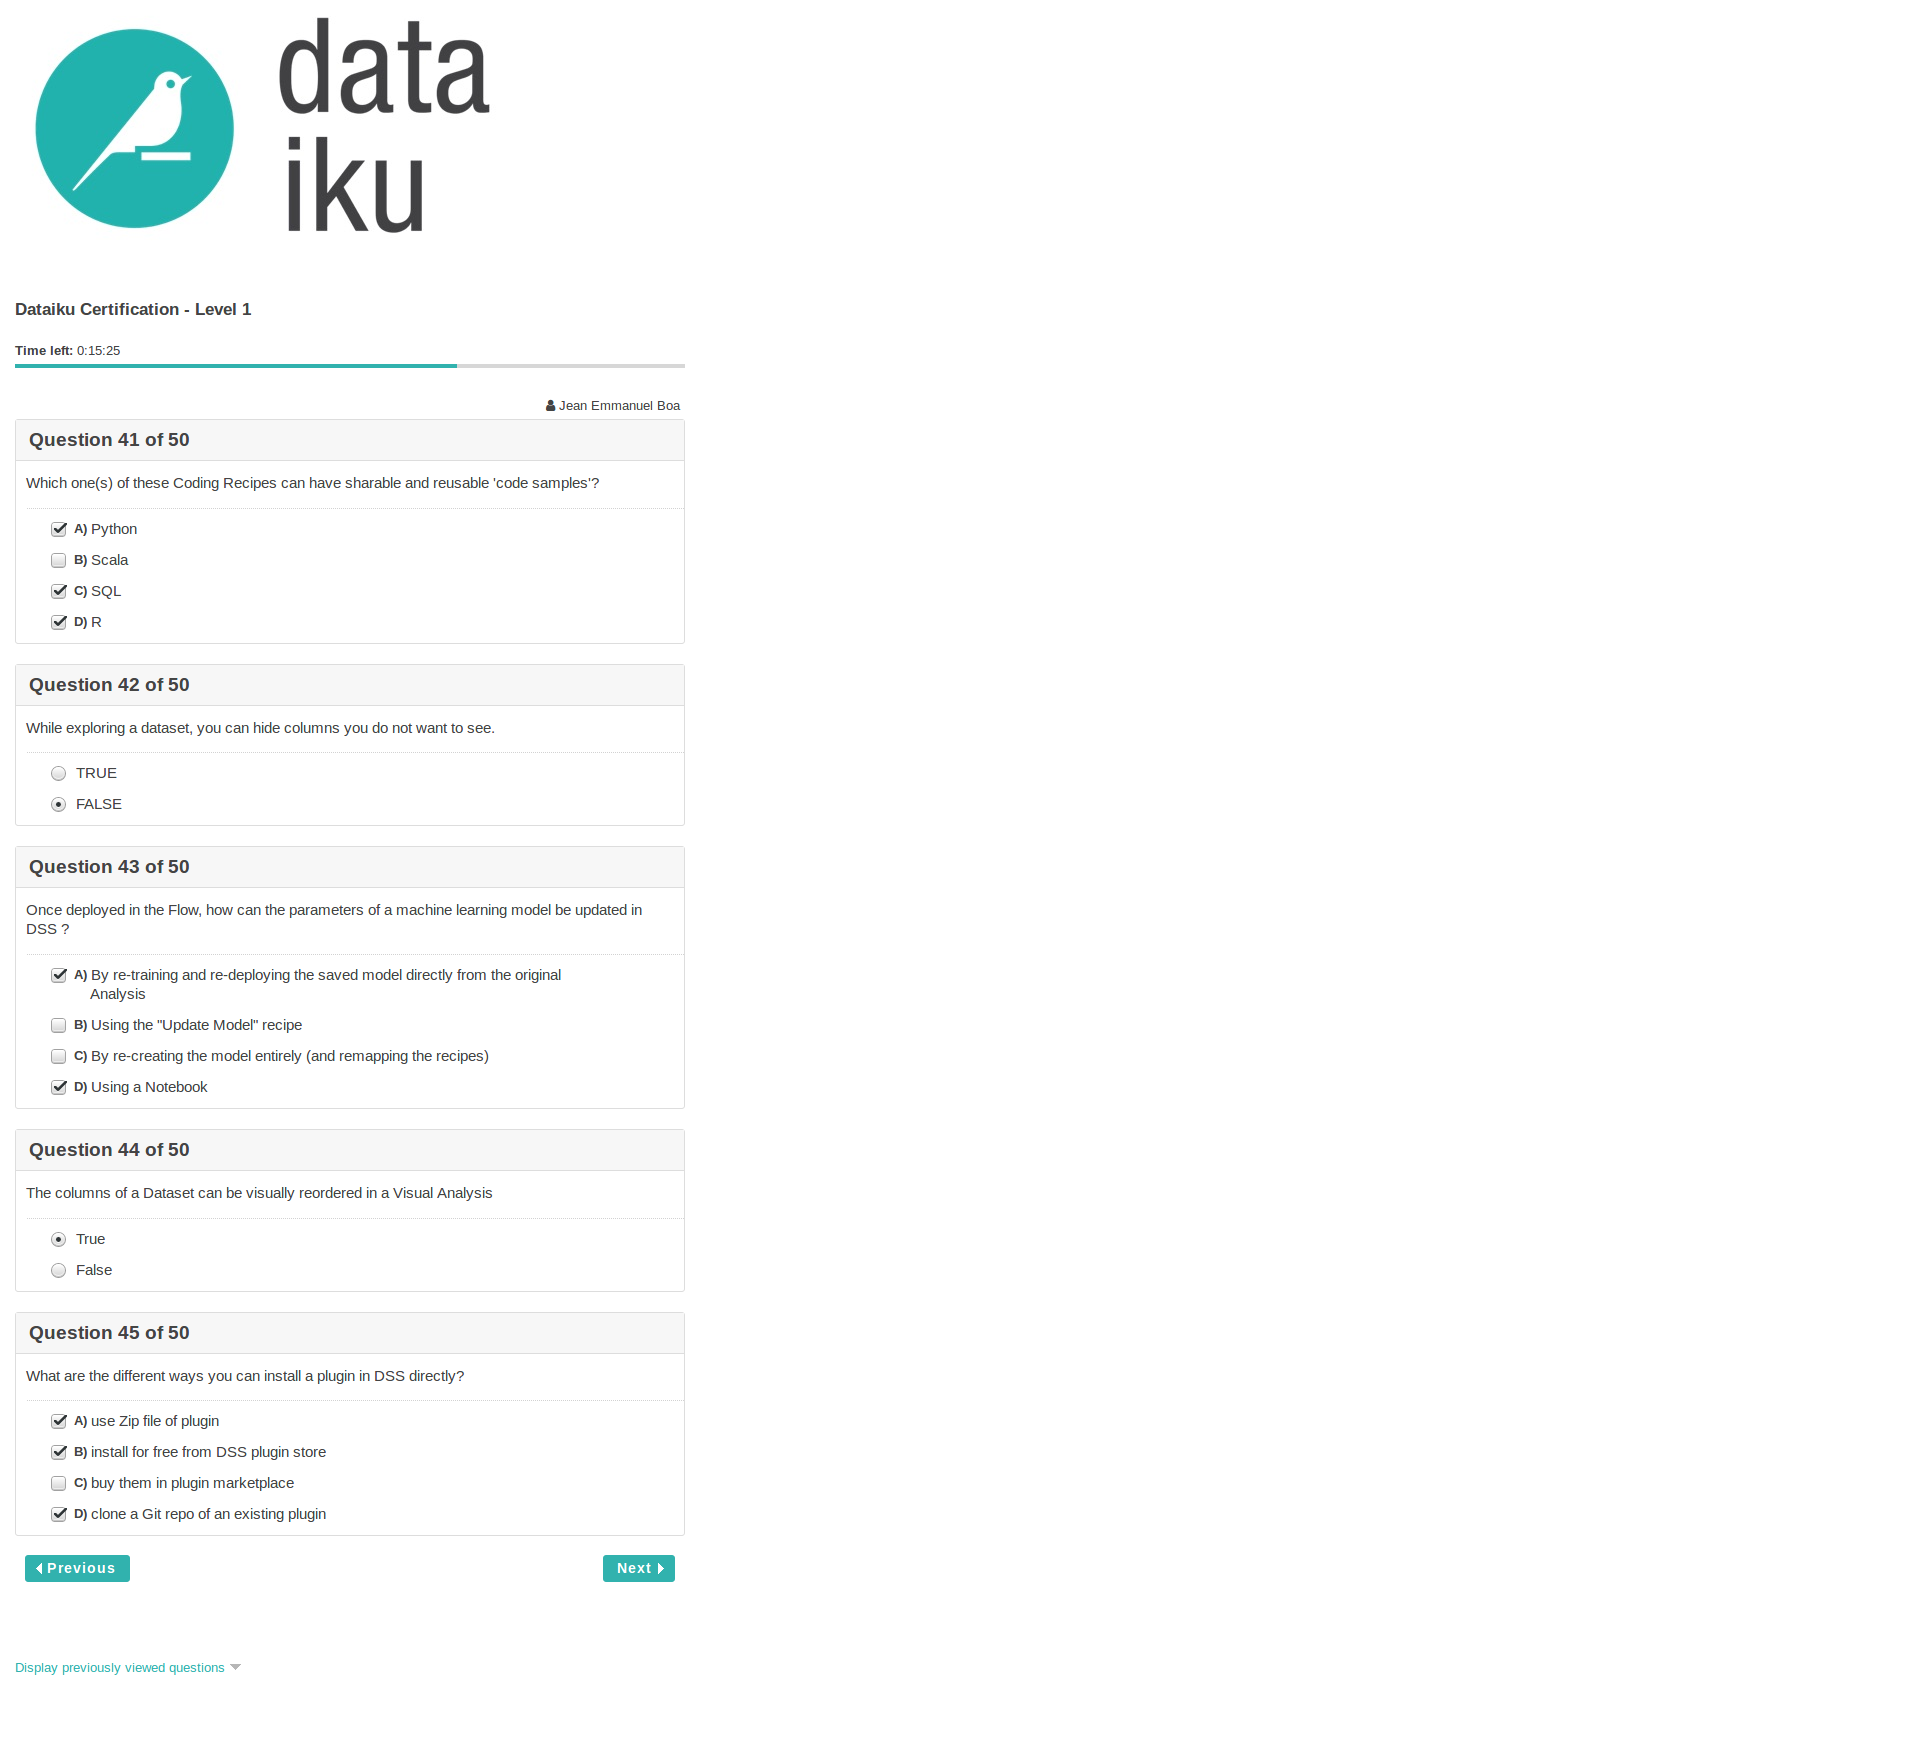 data
iku
Dataiku Certification - Level 1
Time left: 0:15:25
Jean Emmanuel Boa
Question 41 of 50
Which one(s) of these Coding Recipes can have sharable and reusable 'code samples'?
A) Python
B) Scala
C) SQL
D) R
Question 42 of 50
While exploring a dataset, you can hide columns you do not want to see.
TRUE
FALSE
Question 43 of 50
Once deployed in the Flow, how can the parameters of a machine learning model be updated in
DSS ?
A) By re-training and re-deploying the saved model directly from the original
Analysis
B) Using the "Update Model" recipe
C) By re-creating the model entirely (and remapping the recipes)
D) Using a Notebook
Question 44 of 50
The columns of a Dataset can be visually reordered in a Visual Analysis
True
False
Question 45 of 50
What are the different ways you can install a plugin in DSS directly?
A) use Zip file of plugin
B) install for free from DSS plugin store
C) buy them in plugin marketplace
D) clone a Git repo of an existing plugin
Previous
Next
Display previously viewed questions